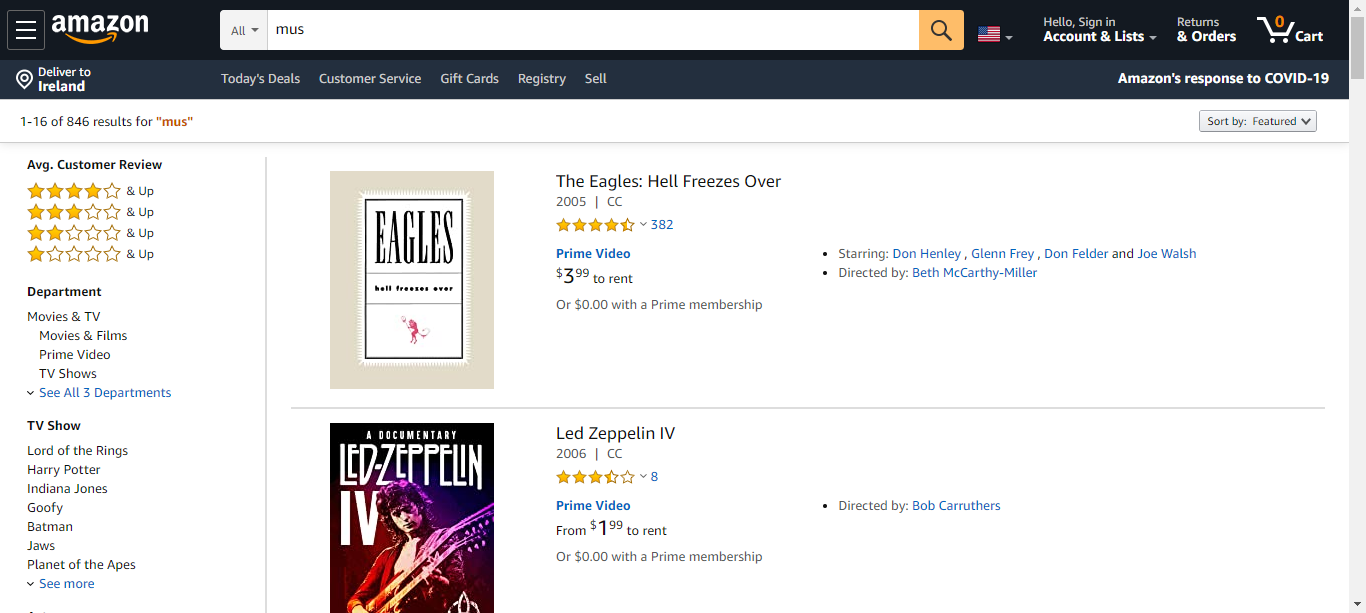 amazon
All
mus
Hello, Sign in
Account & Lists
Returns
& Orders
0
Cart
Deliver to
Ireland
Today's Deals
Customer Service
Gift Cards
Registry
Sell
Amazon's response to COVID-19
1-16 of 846 results for "mus"
Sort by: Featured
Avg. Customer Review
& Up
& Up
& Up
& Up
Department
Movies & TV
Movies & Films
Prime Video
TV Shows
See All 3 Departments
TV Show
Lord of the Rings
Harry Potter
Indiana Jones
Goofy
Batman
Jaws
Planet of the Apes
See more
EAGLES
hell freezes over
The Eagles: Hell Freezes Over
2005 | CC
382
Prime Video
$3.99 to rent
Or $0.00 with a Prime membership
Starring: Don Henley , Glenn Frey , Don Felder and Joe Walsh
Directed by: Beth McCarthy-Miller
A DOCUMENTARY
LED-ZEPPELIN
IV
Led Zeppelin IV
2006 | CC
8
Prime Video
From $1.99 to rent
Or $0.00 with a Prime membership
Directed by: Bob Carruthers